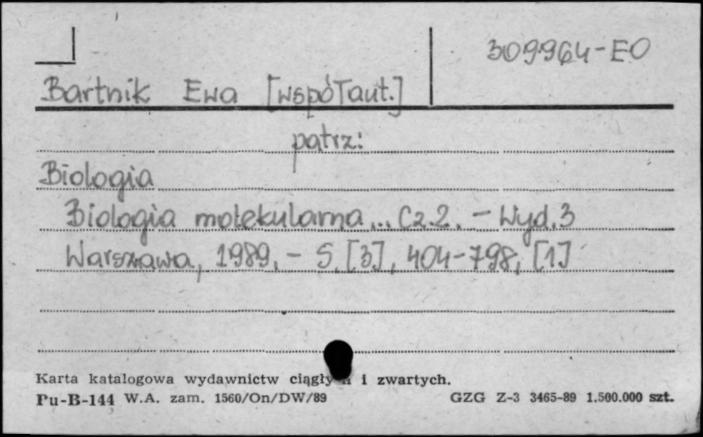 309964-EO
Bartnik Ewa [współaut.]
patrz:
Biologia
Biologia molekularna... Cz.2. - Wyd.3
Warszawa, 1989. - S. [3], 404-798, [1]
Karta katalogowa wydawnictw ciągły i zwartych.
Pu-B-144 W.A. zam. 1560/On/DW/89 GZG Z-3 3465-89 1.500.000 szt.